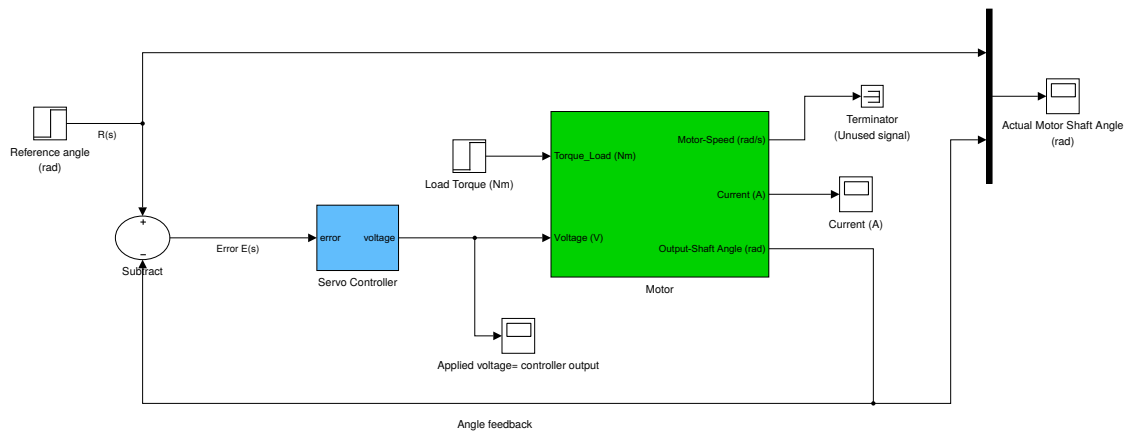 R(s)
Reference angle
(rad)
+
−
Subtract
Error E(s)
error
voltage
Servo Controller
Load Torque (Nm)
Torque_Load (Nm)
Voltage (V)
Motor-Speed (rad/s)
Current (A)
Output-Shaft Angle (rad)
Motor
Terminator
(Unused signal)
Current (A)
Actual Motor Shaft Angle
(rad)
Applied voltage= controller output
Angle feedback